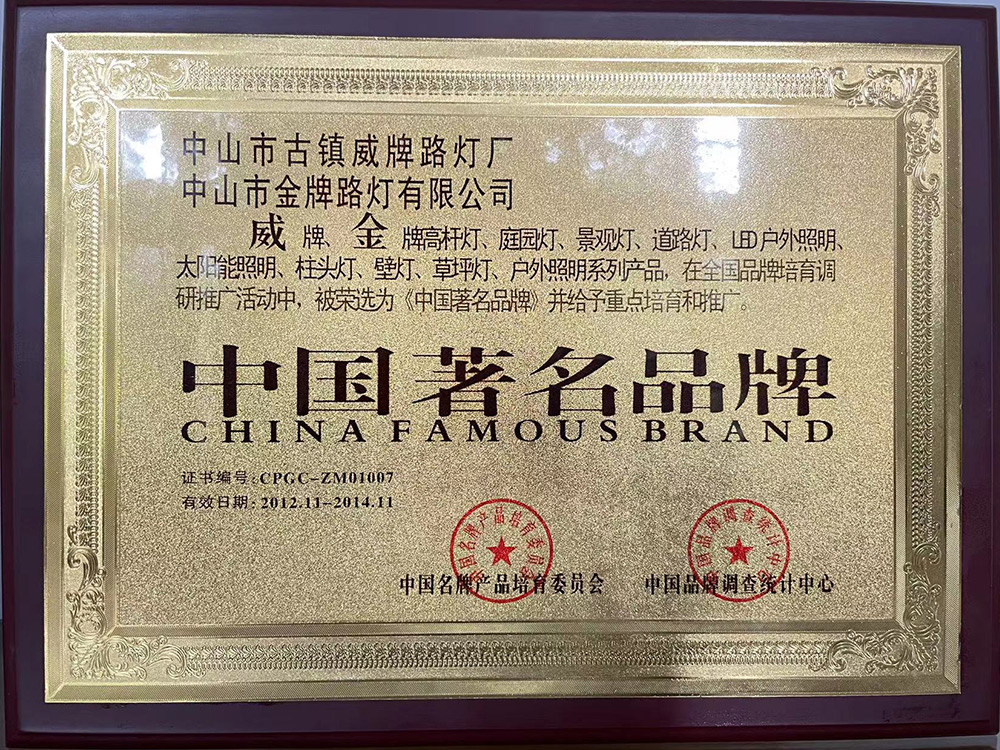 中山市古镇威牌路灯厂
中山市金牌路灯有限公司
威牌、金牌高杆灯、庭园灯、景观灯、道路灯、LED户外照明、
太阳能照明、柱头灯、壁灯、草坪灯、户外照明系列产品，在全国品牌培育调
研推广活动中，被荣选为《中国著名品牌》并给予重点培育和推广。
中国著名品牌
CHINA FAMOUS BRAND
证书编号：CPGC-ZM01007
有效日期：2012.11-2014.11
中国名牌产品培育委员会 中国品牌调查统计中心